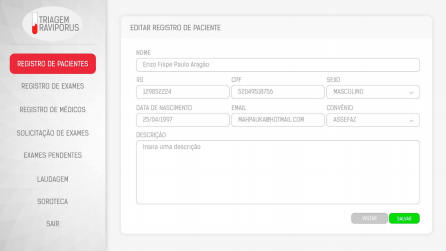 TRIAGEM
RAVIPORUS
REGISTRO DE PACIENTES
REGISTRO DE EXAMES
REGISTRO DE MÉDICOS
SOLICITAÇÃO DE EXAMES
EXAMES PENDENTES
LAUDAGEM
SOROTECA
SAIR
EDITAR REGISTRO DE PACIENTE
NOME
Enzo Filipe Paulo Aragão
RG CPF SEXO
129852224 52049518756 MASCULINO
DATA DE NASCIMENTO EMAIL CONVÊNIO
25/04/1997 MAHPAUKA@HOTMAIL.COM ASSEFAZ
DESCRIÇÃO
Insira uma descrição
VOLTAR SALVAR